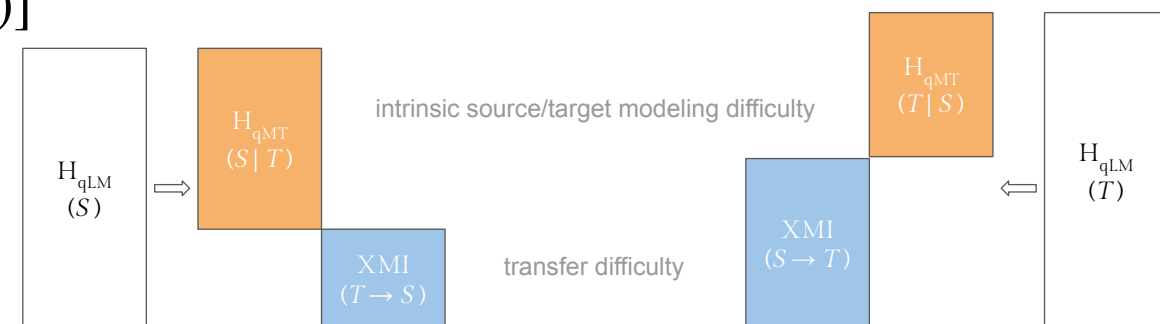 )]
H_qLM
(S)
H_qMT
(S | T)
XMI
(T → S)
intrinsic source/target modeling difficulty
transfer difficulty
XMI
(S → T)
H_qMT
(T | S)
H_qLM
(T)